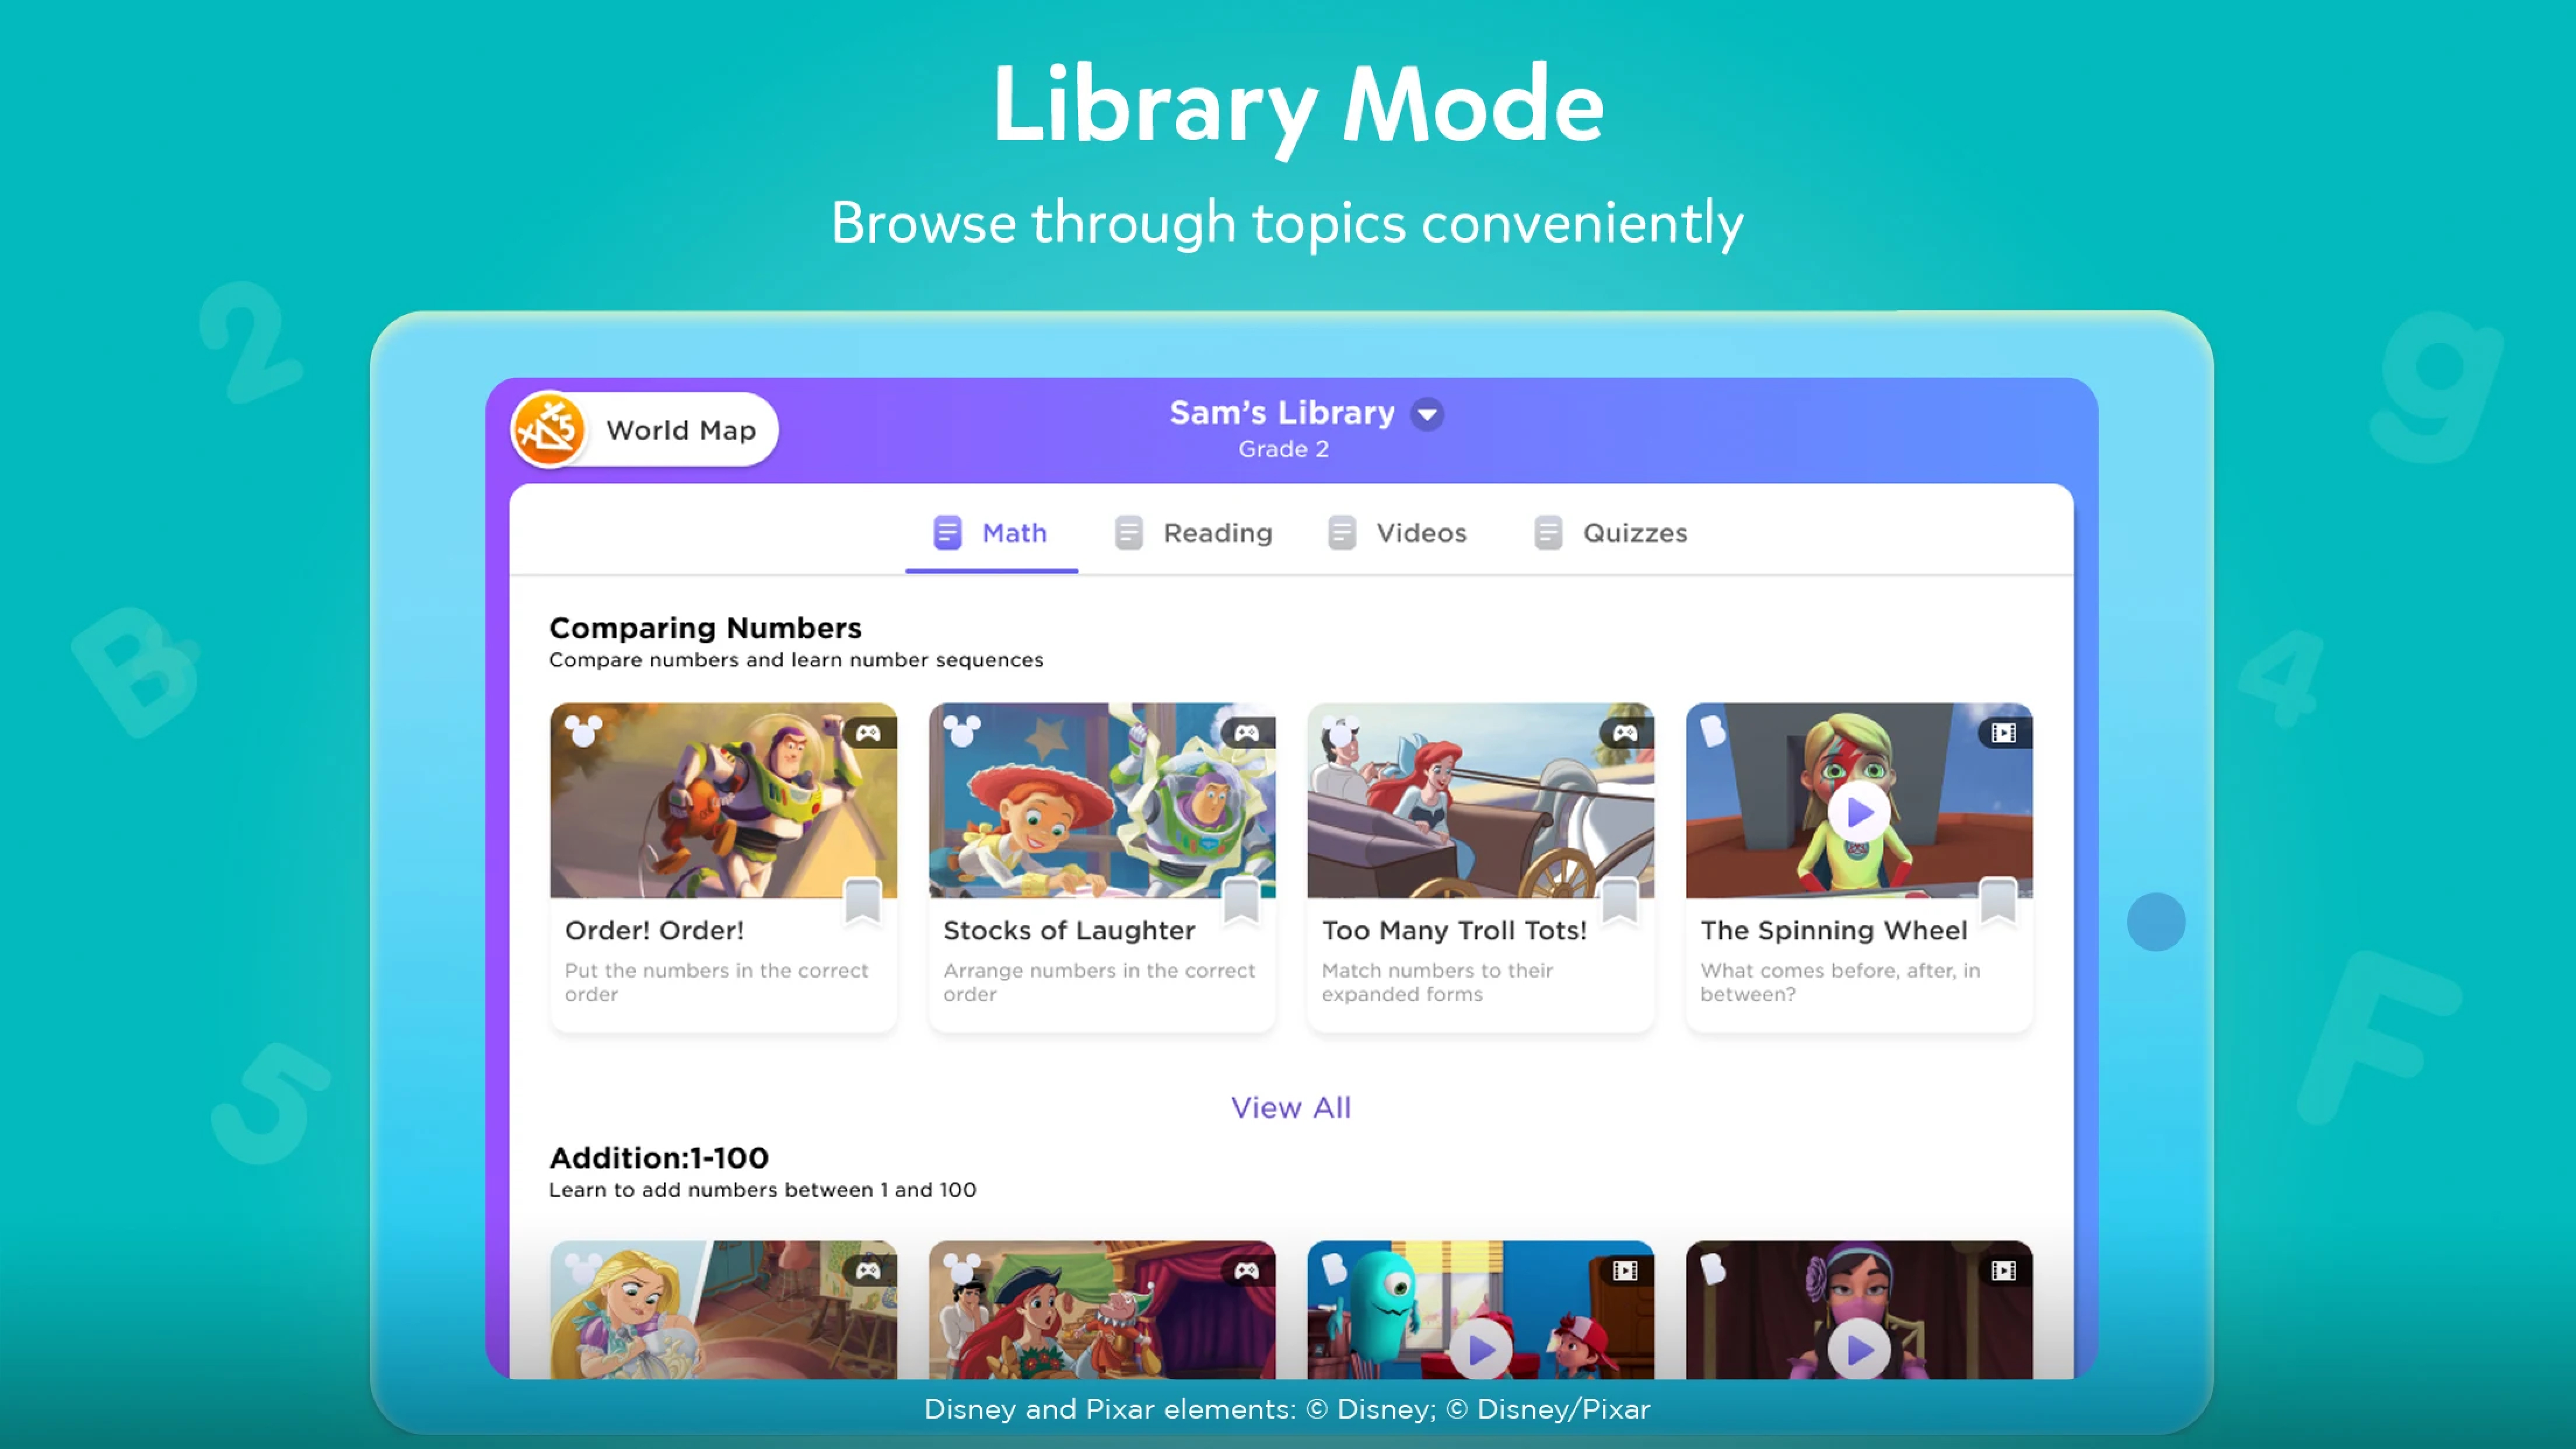 Library Mode
Browse through topics conveniently
World Map
Sam's Library
Grade 2
Math
Reading
Videos
Quizzes
Comparing Numbers
Compare numbers and learn number sequences
Order! Order!
Put the numbers in the correct
order
Stocks of Laughter
Arrange numbers in the correct
order
Too Many Troll Tots!
Match numbers to their
expanded forms
The Spinning Wheel
What comes before, after, in
between?
View All
Addition:1-100
Learn to add numbers between 1 and 100
Disney and Pixar elements: © Disney; © Disney/Pixar
2
B
5
g
4
F